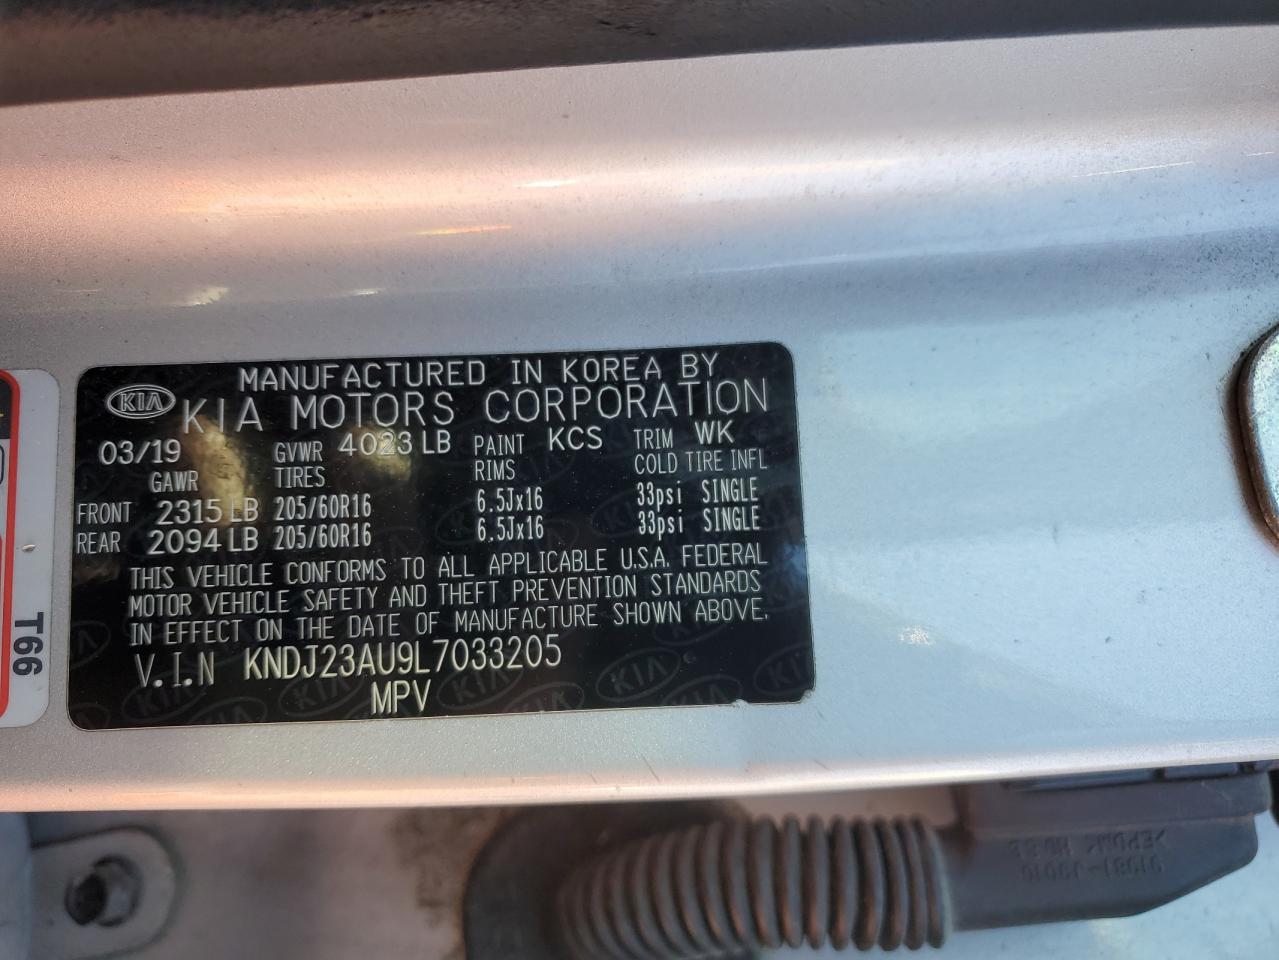 MANUFACTURED IN KOREA BY
KIA KIA MOTORS CORPORATION
03/19 GVWR 4023 LB PAINT KCS TRIM WK
GAWR TIRES RIMS COLD TIRE INFL
FRONT 2315 LB 205/60R16 6.5Jx16 33psi SINGLE
REAR 2094 LB 205/60R16 6.5Jx16 33psi SINGLE
THIS VEHICLE CONFORMS TO ALL APPLICABLE U.S.A. FEDERAL
MOTOR VEHICLE SAFETY AND THEFT PREVENTION STANDARDS
IN EFFECT ON THE DATE OF MANUFACTURE SHOWN ABOVE.
V.I.N KNDJ23AU9L7033205
MPV
T66
91981-J3010
>EPDM<